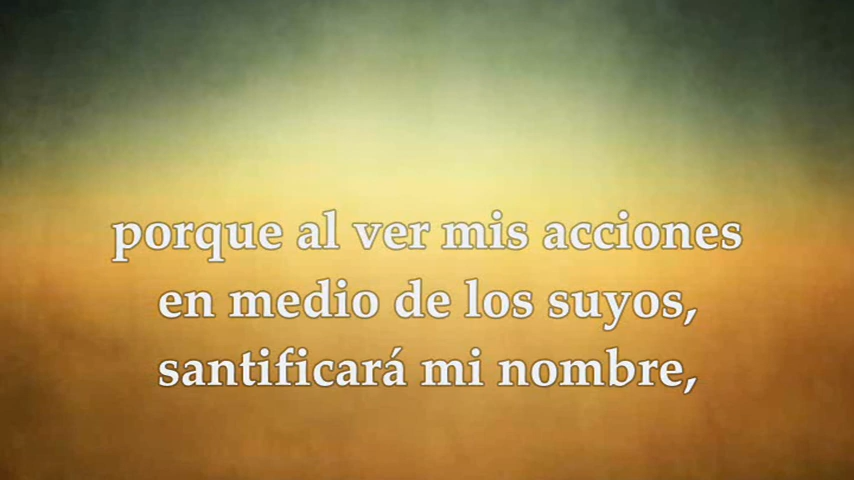 porque al ver mis acciones
en medio de los suyos,
santificará mi nombre,